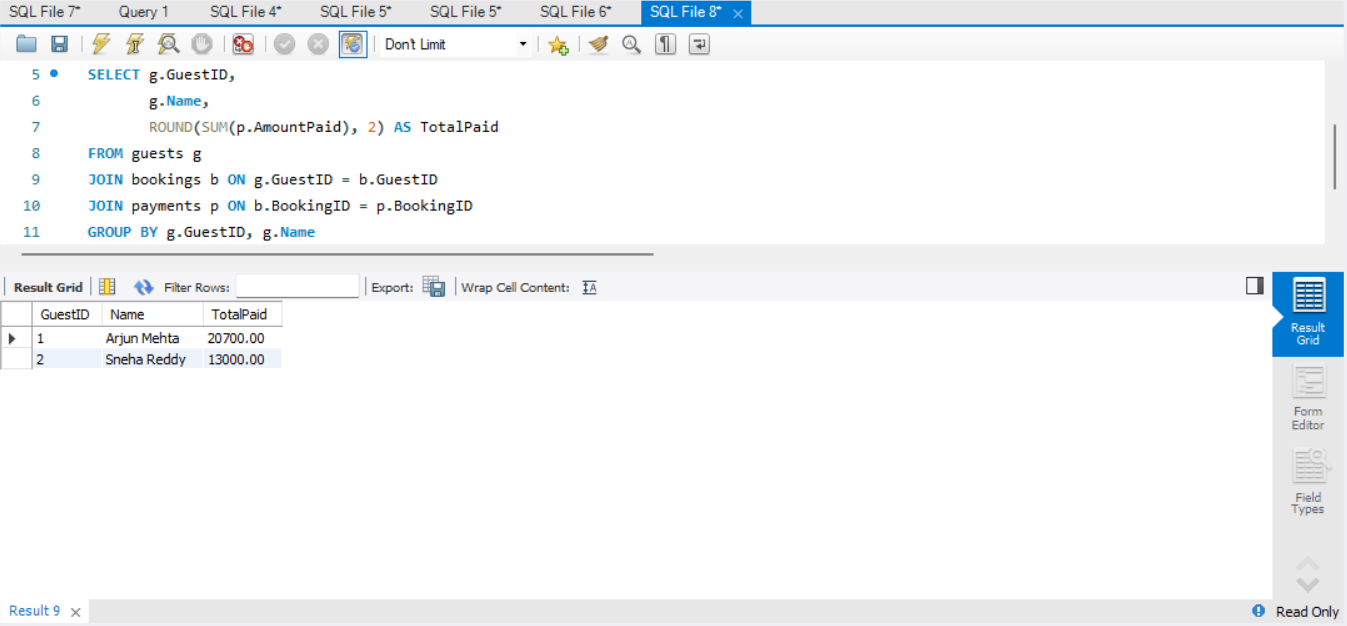 SQL File 7* Query 1 SQL File 4* SQL File 5* SQL File 5* SQL File 6* SQL File 8*
Don't Limit
5 SELECT g.GuestID,
6 g.Name,
7 ROUND(SUM(p.AmountPaid), 2) AS TotalPaid
8 FROM guests g
9 JOIN bookings b ON g.GuestID = b.GuestID
10 JOIN payments p ON b.BookingID = p.BookingID
11 GROUP BY g.GuestID, g.Name
Result Grid Filter Rows: Export: Wrap Cell Content:
GuestID Name TotalPaid
1 Arjun Mehta 20700.00
2 Sneha Reddy 13000.00
Result
Grid
Form
Editor
Field
Types
Result 9 Read Only